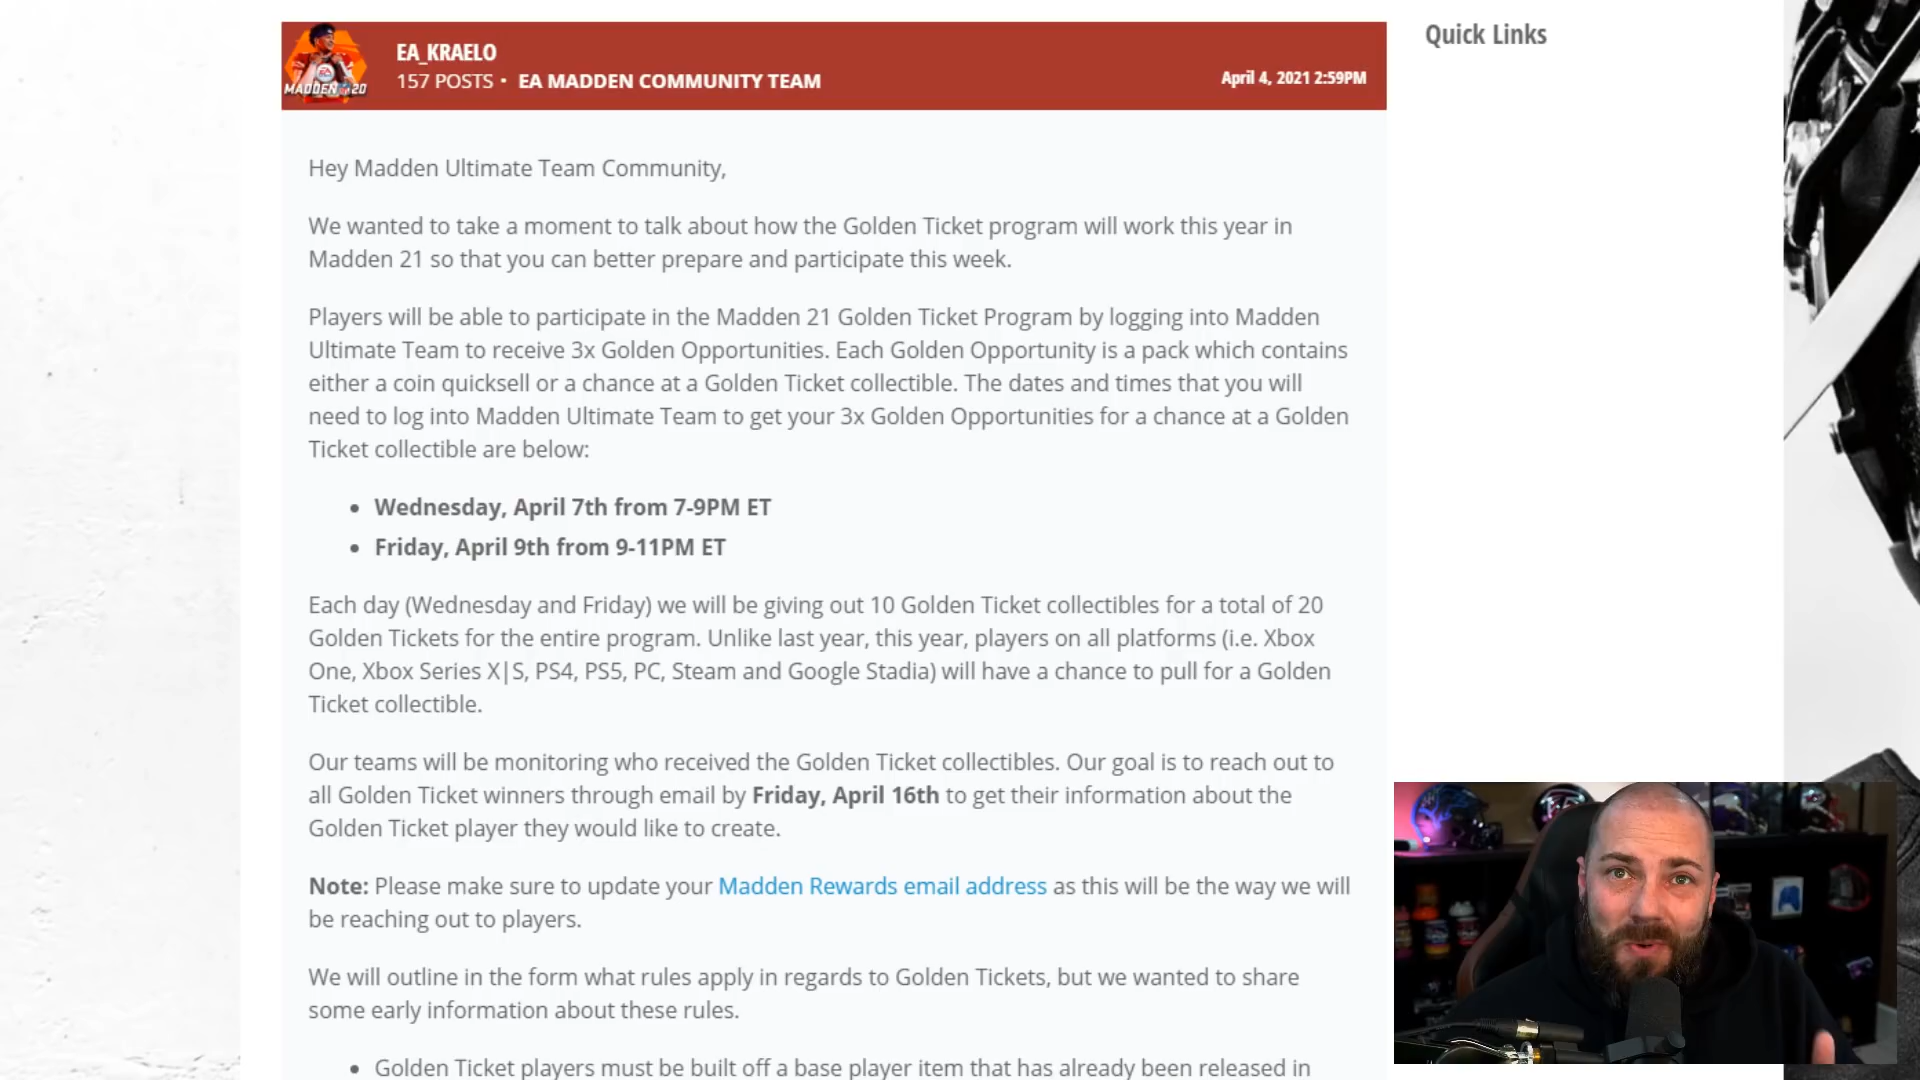 EA_KRAELO
157 POSTS • EA MADDEN COMMUNITY TEAM
April 4, 2021 2:59PM
Quick Links
MADDEN 20
Hey Madden Ultimate Team Community,
We wanted to take a moment to talk about how the Golden Ticket program will work this year in
Madden 21 so that you can better prepare and participate this week.
Players will be able to participate in the Madden 21 Golden Ticket Program by logging into Madden
Ultimate Team to receive 3x Golden Opportunities. Each Golden Opportunity is a pack which contains
either a coin quicksell or a chance at a Golden Ticket collectible. The dates and times that you will
need to log into Madden Ultimate Team to get your 3x Golden Opportunities for a chance at a Golden
Ticket collectible are below:
• Wednesday, April 7th from 7-9PM ET
• Friday, April 9th from 9-11PM ET
Each day (Wednesday and Friday) we will be giving out 10 Golden Ticket collectibles for a total of 20
Golden Tickets for the entire program. Unlike last year, this year, players on all platforms (i.e. Xbox
One, Xbox Series X|S, PS4, PS5, PC, Steam and Google Stadia) will have a chance to pull for a Golden
Ticket collectible.
Our teams will be monitoring who received the Golden Ticket collectibles. Our goal is to reach out to
all Golden Ticket winners through email by Friday, April 16th to get their information about the
Golden Ticket player they would like to create.
Note: Please make sure to update your Madden Rewards email address as this will be the way we will
be reaching out to players.
We will outline in the form what rules apply in regards to Golden Tickets, but we wanted to share
some early information about these rules.
• Golden Ticket players must be built off a base player item that has already been released in